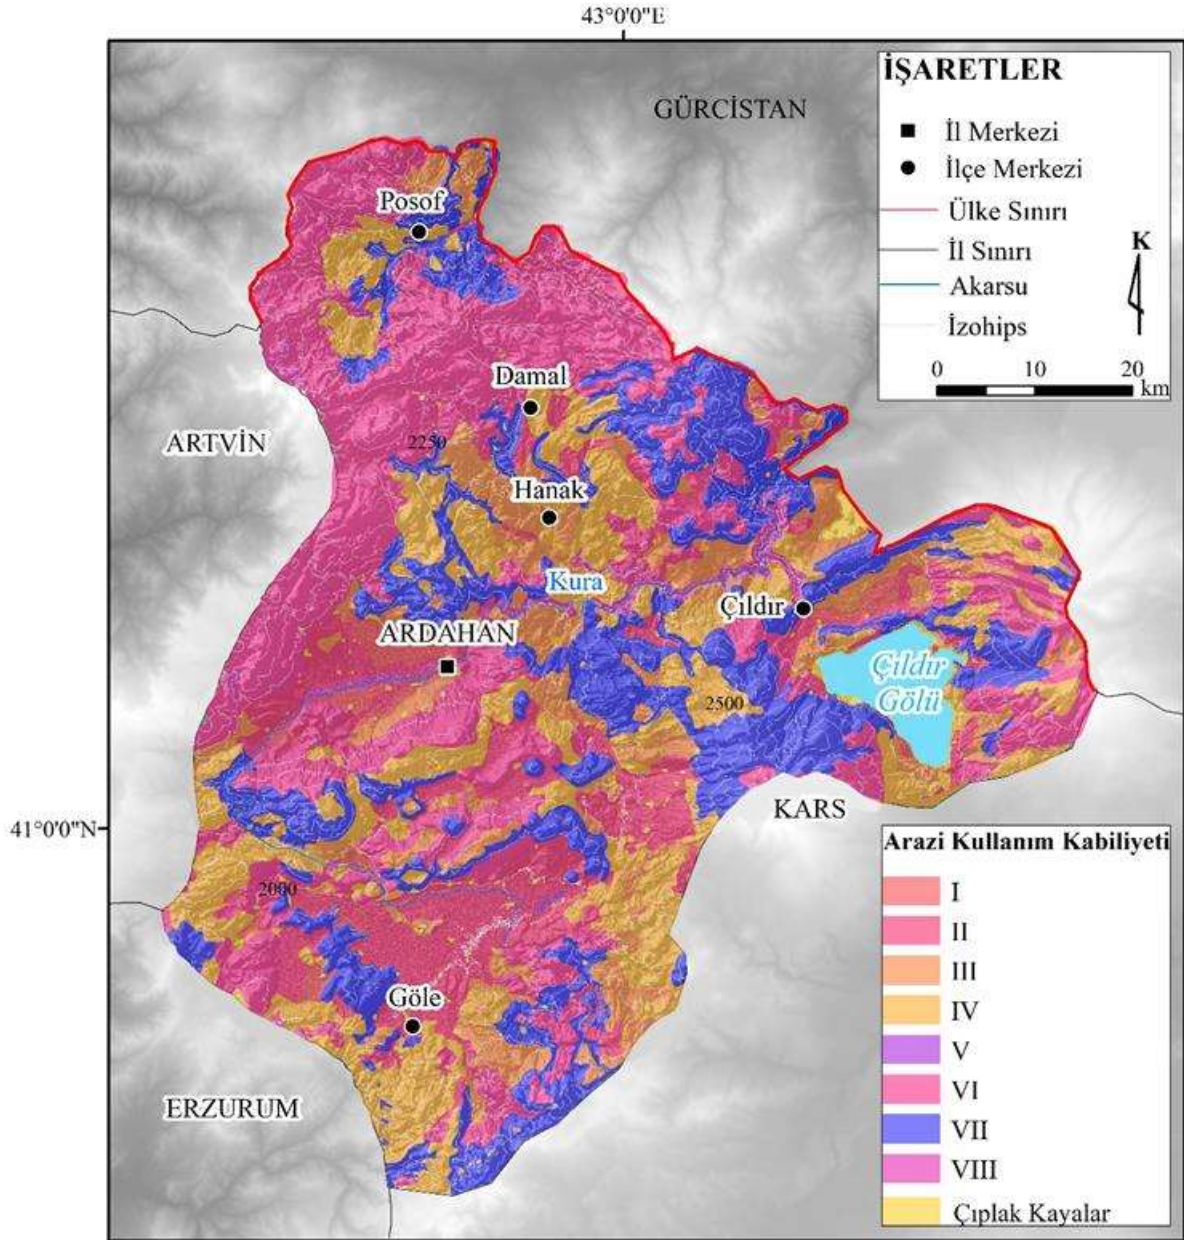 43°0'0"E
İŞARETLER
İl Merkezi
İlçe Merkezi
Ülke Sınırı
İl Sınırı
Akarsu
İzohips
K
0 10 20
km
GÜRCİSTAN
Posof
Damal
ARTVİN
2250
Hanak
Kura
Çıldır
ARDAHAN
Çıldır
Gölü
2500
KARS
41°0'0"N
2000
Göle
ERZURUM
Arazi Kullanım Kabiliyeti
I
II
III
IV
V
VI
VII
VIII
Çıplak Kayalar